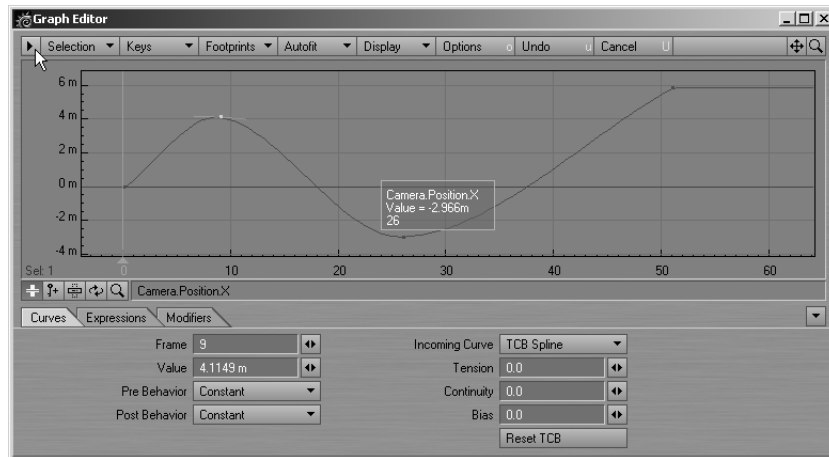 Graph Editor
Selection Keys Footprints Autofit Display Options o Undo u Cancel U
6 m
4 m
2 m
0 m
-2 m
-4 m
Camera.Position.X
Value = -2.966m
26
Sel: 1 0 10 20 30 40 50 60
Camera.Position.X
Curves Expressions Modifiers
Frame 9 Incoming Curve TCB Spline
Value 4.1149 m Tension 0.0
Pre Behavior Constant Continuity 0.0
Post Behavior Constant Bias 0.0
Reset TCB